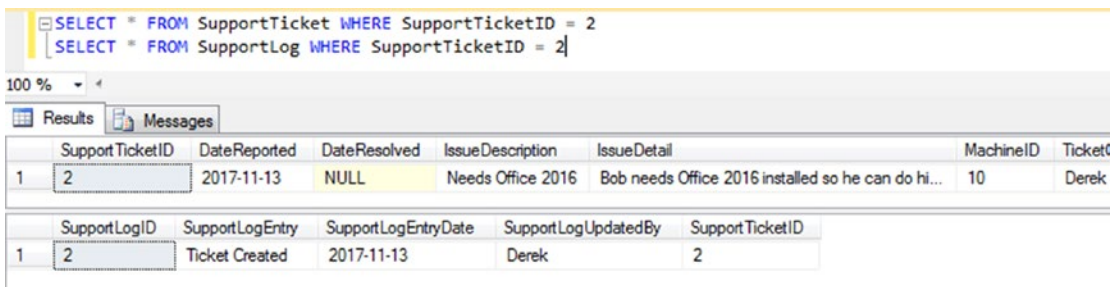 SELECT * FROM SupportTicket WHERE SupportTicketID = 2
SELECT * FROM SupportLog WHERE SupportTicketID = 2
100 %
Results Messages
SupportTicketID DateReported DateResolved IssueDescription IssueDetail MachineID TicketC
1 2 2017-11-13 NULL Needs Office 2016 Bob needs Office 2016 installed so he can do hi... 10 Derek
SupportLogID SupportLogEntry SupportLogEntryDate SupportLogUpdatedBy SupportTicketID
1 2 Ticket Created 2017-11-13 Derek 2